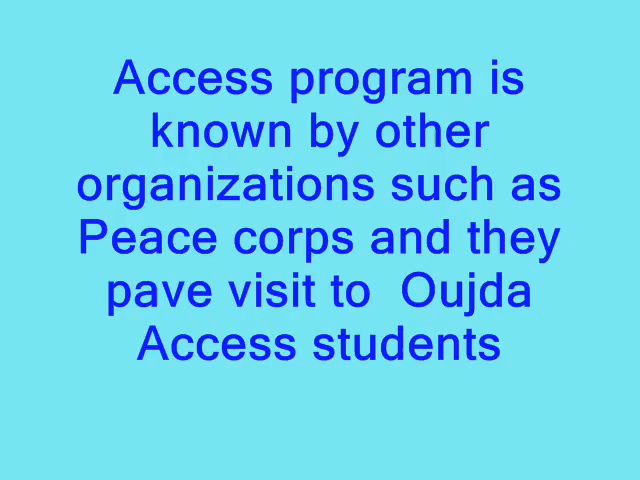 Access program is
known by other
organizations such as
Peace corps and they
pave visit to  Oujda
Access students